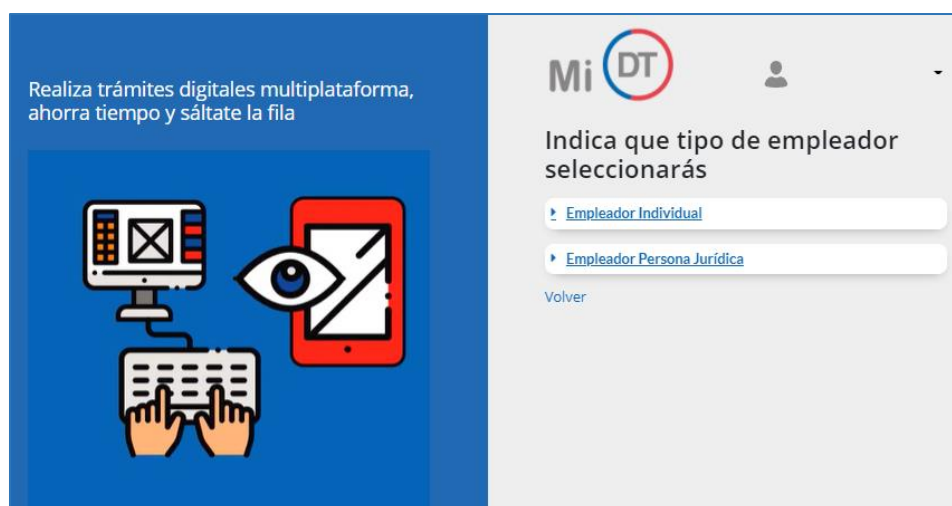 Realiza trámites digitales multiplataforma,
ahorra tiempo y sáltate la fila
Mi DT
Indica que tipo de empleador
seleccionarás
Empleador Individual
Empleador Persona Jurídica
Volver